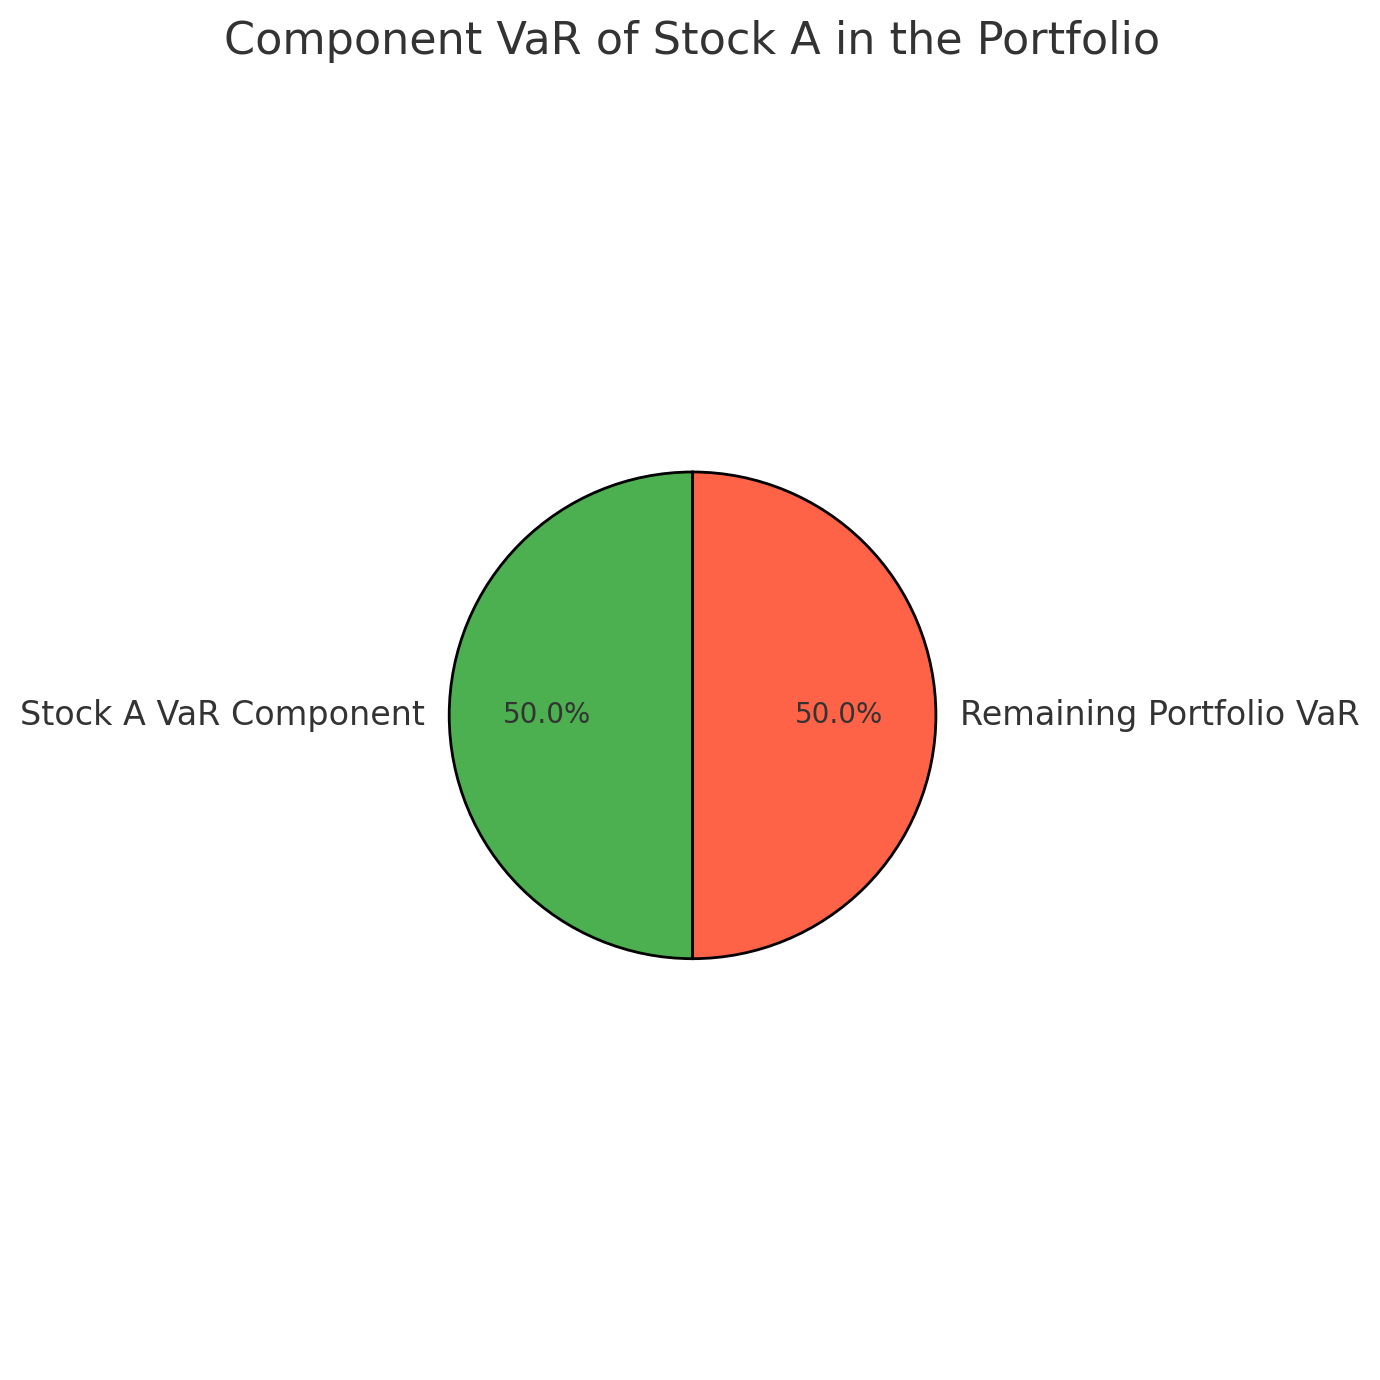 Component VaR of Stock A in the Portfolio
Stock A VaR Component
50.0%
50.0%
Remaining Portfolio VaR